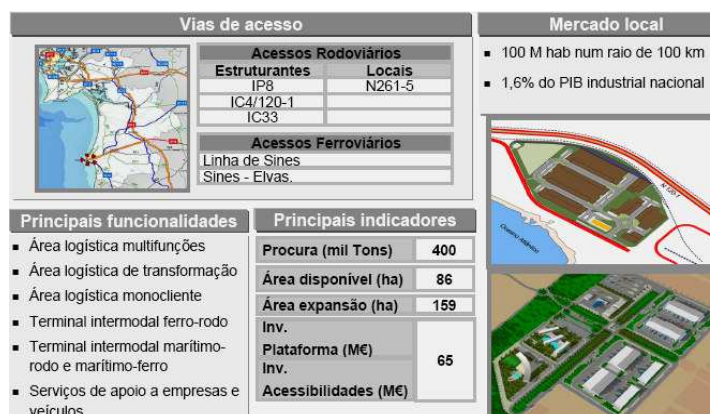 Vias de acesso
Acessos Rodoviários
Estruturantes Locais
IP8 N261-5
IC4/120-1
IC33
Acessos Ferroviários
Linha de Sines
Sines - Elvas.
Mercado local
▪ 100 M hab num raio de 100 km
▪ 1,6% do PIB industrial nacional
N 120-1
Oceano Atlântico
Principais funcionalidades
▪ Área logística multifunções
▪ Área logística de transformação
▪ Área logística monocliente
▪ Terminal intermodal ferro-rodo
▪ Terminal intermodal marítimo-
rodo e marítimo-ferro
▪ Serviços de apoio a empresas e
veículos
Principais indicadores
Procura (mil Tons) 400
Área disponível (ha) 86
Área expansão (ha) 159
Inv.
Plataforma (M€)
65
Inv.
Acessibilidades (M€)